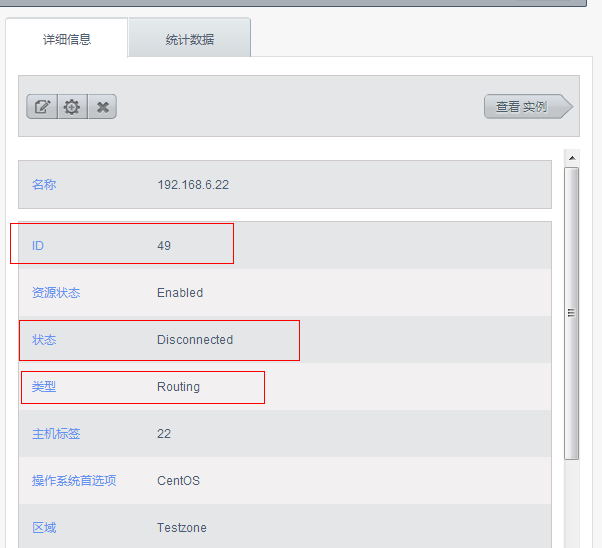 详细信息 统计数据
查看 实例
名称 192.168.6.22
ID 49
资源状态 Enabled
状态 Disconnected
类型 Routing
主机标签 22
操作系统首选项 CentOS
区域 Testzone